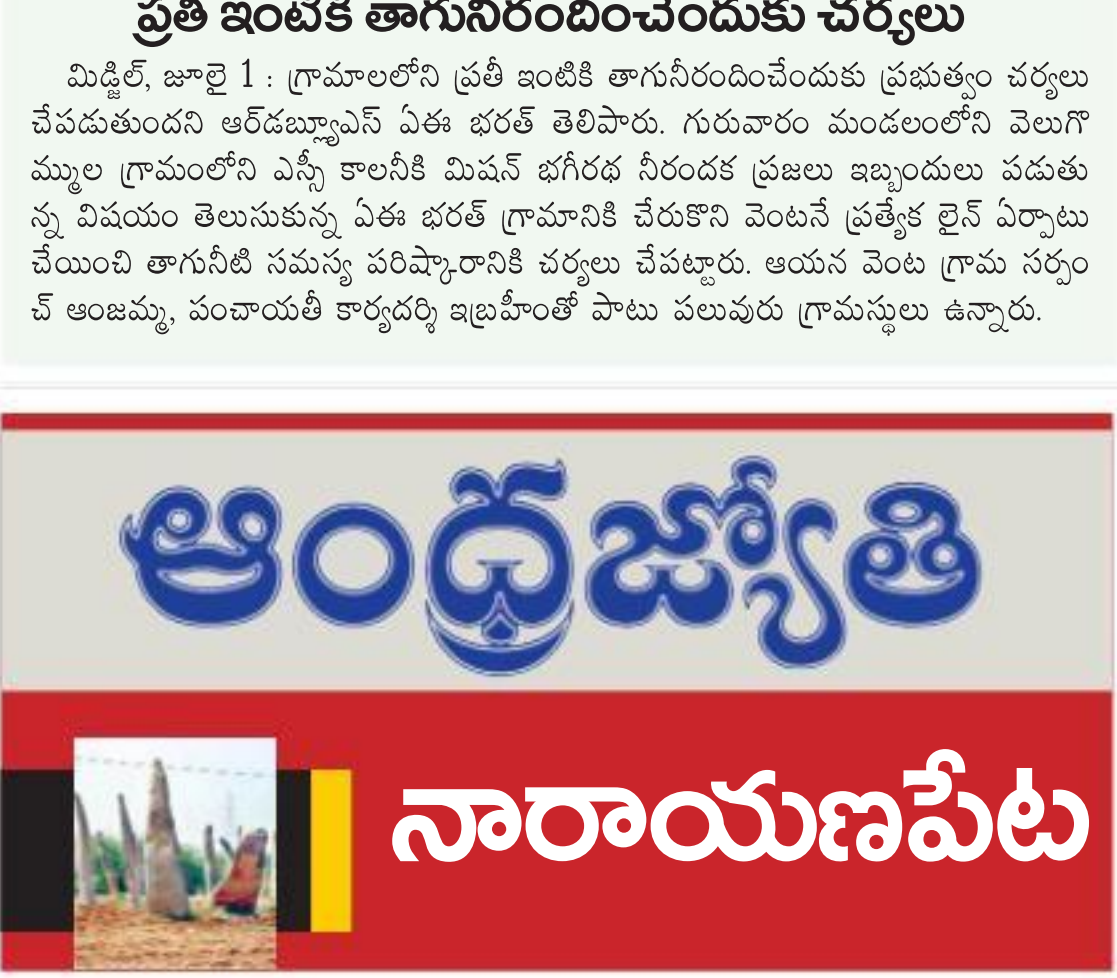 ప్రతి ఇంటికి తాగునీరందించేందుకు చర్యలు
మిడ్జిల్, జూలై 1 : గ్రామాలలోని ప్రతీ ఇంటికి తాగునీరందించేందుకు ప్రభుత్వం చర్యలు
చేపడుతుందని ఆర్‌డబ్ల్యూఎస్ ఏఈ భరత్ తెలిపారు. గురువారం మండలంలోని వెలుగొ
మ్ముల గ్రామంలోని ఎస్సీ కాలనీకి మిషన్ భగీరథ నీరందక ప్రజలు ఇబ్బందులు పడుతు
న్న విషయం తెలుసుకున్న ఏఈ భరత్ గ్రామానికి చేరుకొని వెంటనే ప్రత్యేక లైన్ ఏర్పాటు
చేయించి తాగునీటి సమస్య పరిష్కారానికి చర్యలు చేపట్టారు. ఆయన వెంట గ్రామ సర్పం
చ్ ఆంజమ్మ, పంచాయతీ కార్యదర్శి ఇబ్రహీంతో పాటు పలువురు గ్రామస్థులు ఉన్నారు.
ఆంధ్రజ్యోతి
నారాయణపేట